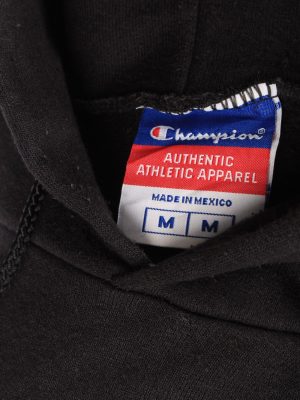 Champion®
AUTHENTIC
ATHLETIC APPAREL
MADE IN MEXICO
M M